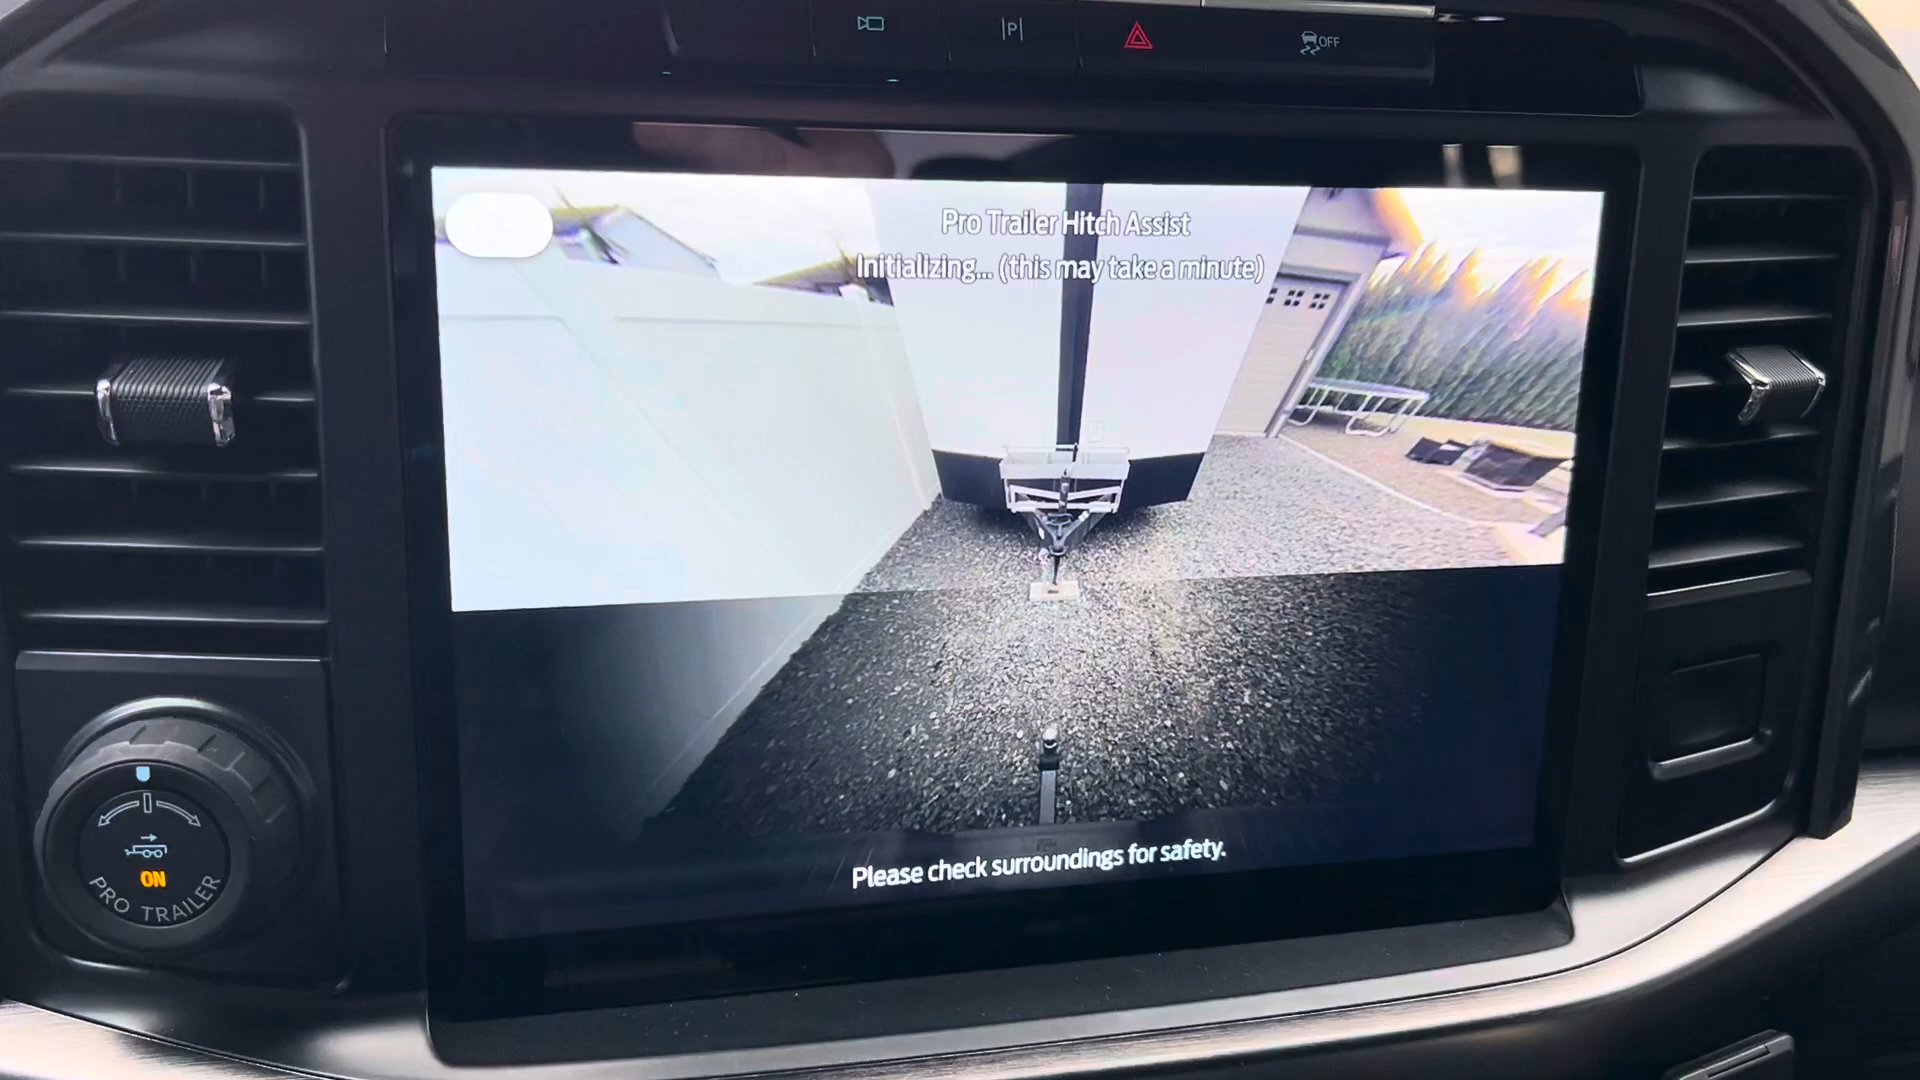 P
OFF
Pro Trailer Hitch Assist
Initializing... (this may take a minute)
Please check surroundings for safety.
ON
PRO TRAILER